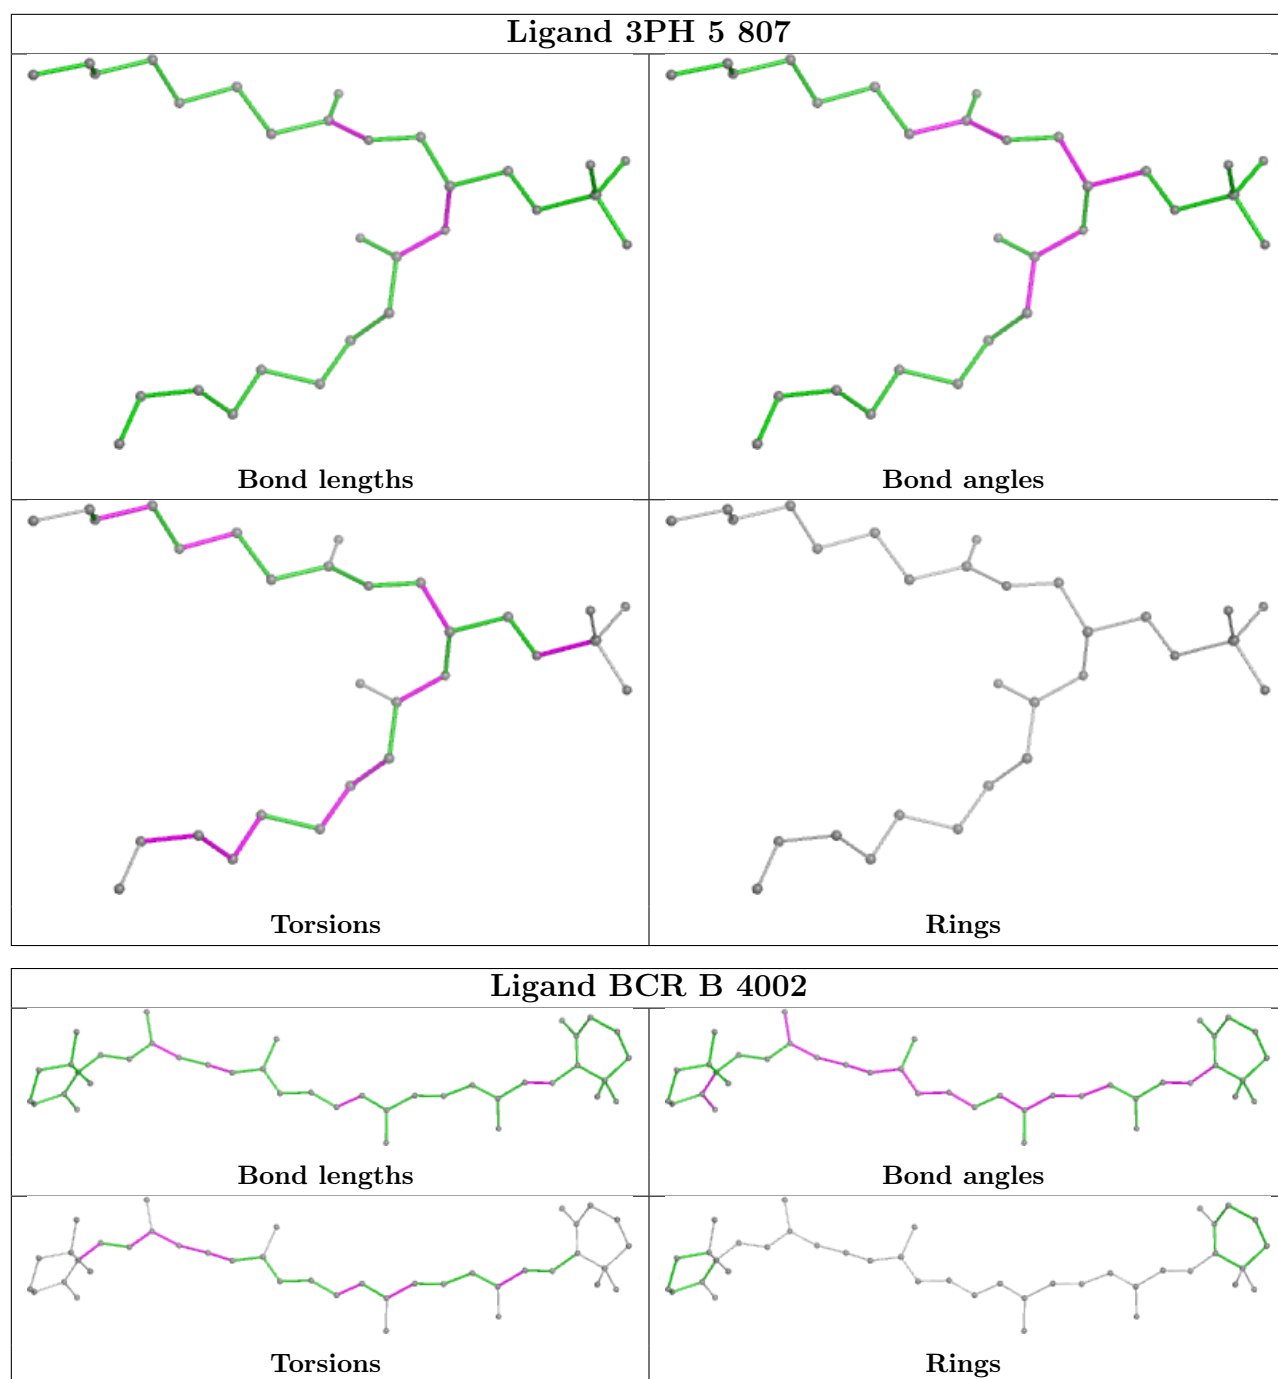 Ligand 3PH 5 807
Bond lengths
Bond angles
Torsions
Rings
Ligand BCR B 4002
Bond lengths
Bond angles
Torsions
Rings